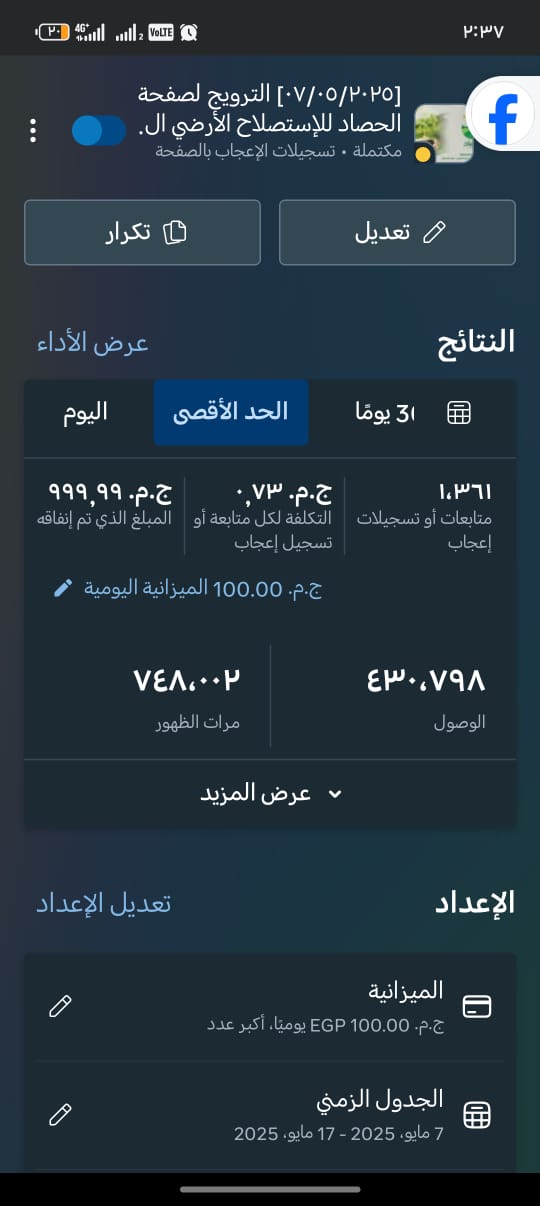 ٢:٣٧
٢٠
4G+
2
VoLTE
[٠٧/٠٥/٢٠٢٥] الترويج لصفحة
الحصاد للإستصلاح الأرضي ال.
مكتملة • تسجيلات الإعجاب بالصفحة
تعديل
تكرار
النتائج
عرض الأداء
30 يومًا
الحد الأقصى
اليوم
١،٣٦١
متابعات أو تسجيلات
إعجاب
ج.م.‏ ٠,٧٣
التكلفة لكل متابعة أو
تسجيل إعجاب
ج.م.‏ ٩٩٩,٩٩
المبلغ الذي تم إنفاقه
ج.م.‏ 100.00 الميزانية اليومية
٤٣٠،٧٩٨
الوصول
٧٤٨،٠٠٢
مرات الظهور
عرض المزيد
الإعداد
تعديل الإعداد
الميزانية
ج.م.‏ 100.00 EGP يوميًا، أكبر عدد
الجدول الزمني
7 مايو، 2025 - 17 مايو، 2025